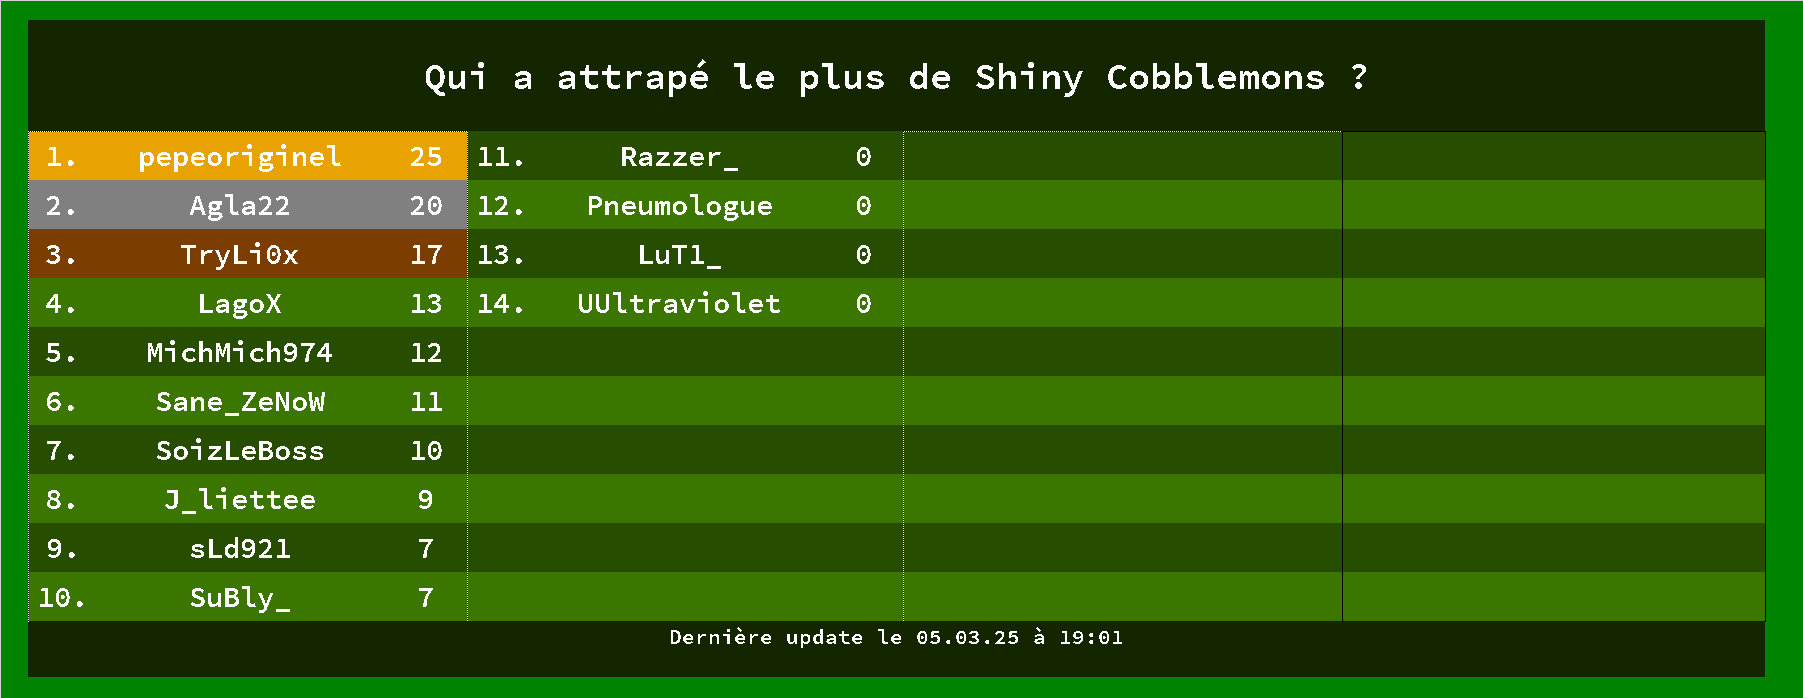 Qui a attrapé le plus de Shiny Cobblemons ?
1. pepeoriginel 25
2. Agla22 20
3. TryLi0x 17
4. LagoX 13
5. MichMich974 12
6. Sane_ZeNoW 11
7. SoizLeBoss 10
8. J_liettee 9
9. sLd921 7
10. SuBly_ 7
11. Razzer_ 0
12. Pneumologue 0
13. LuT1_ 0
14. UUltraviolet 0
Dernière update le 05.03.25 à 19:01